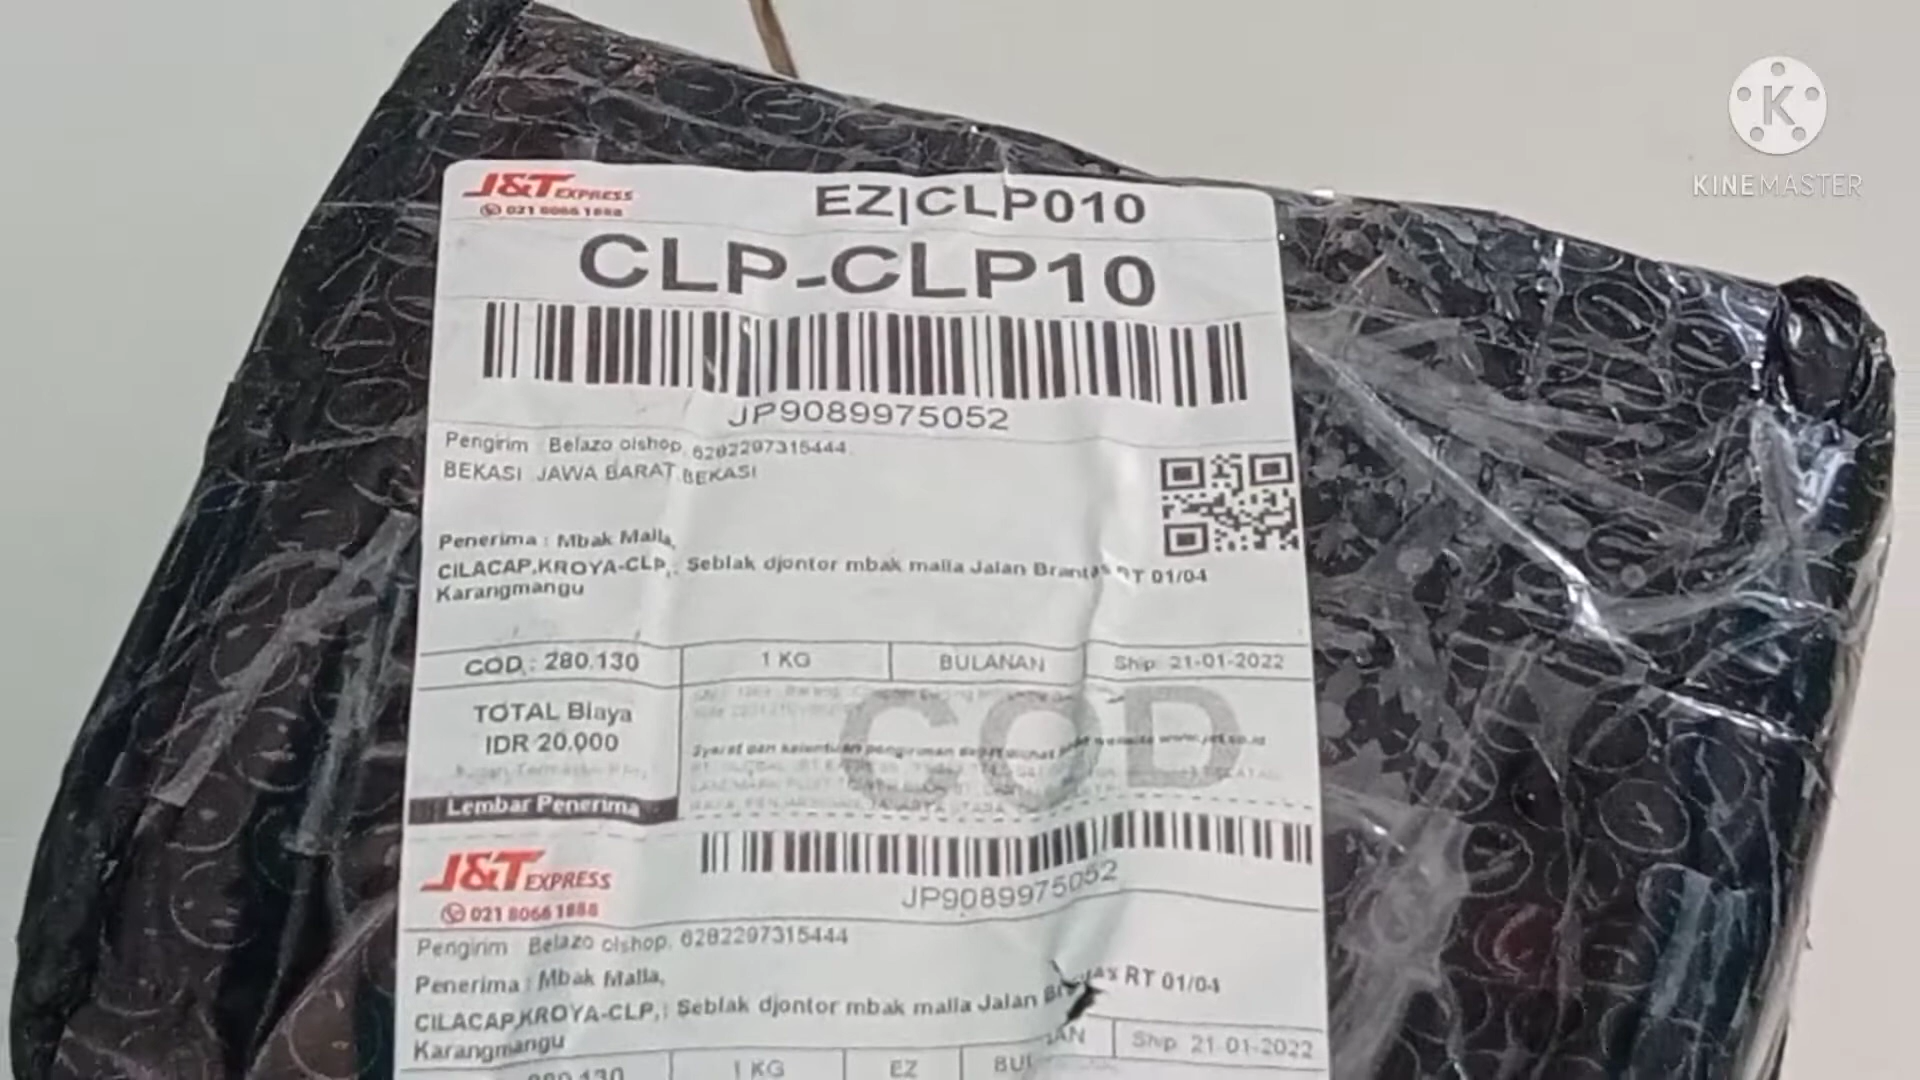 J&T EXPRESS
021 8066 1888
EZ|CLP010
CLP-CLP10
JP9089975052
Pengirim : Belazo olshop, 6282297315444
BEKASI JAWA BARAT BEKASI
Penerima : Mbak Malla,
CILACAP,KROYA-CLP,: Seblak djontor mbak malla Jalan Brantas RT 01/04
Karangmangu
COD : 280.130
1 KG
BULANAN
Ship 21-01-2022
TOTAL Biaya
IDR 20.000
COD
Lembar Penerima
J&T EXPRESS
021 8066 1888
JP9089975052
Pengirim Belazo olshop, 6282297315444
Penerima : Mbak Malla,
CILACAP,KROYA-CLP,: Seblak djontor mbak malla Jalan RT 01/04
Karangmangu
280.130
1 KG
EZ
Ship 21-01-2022
KINEMASTER